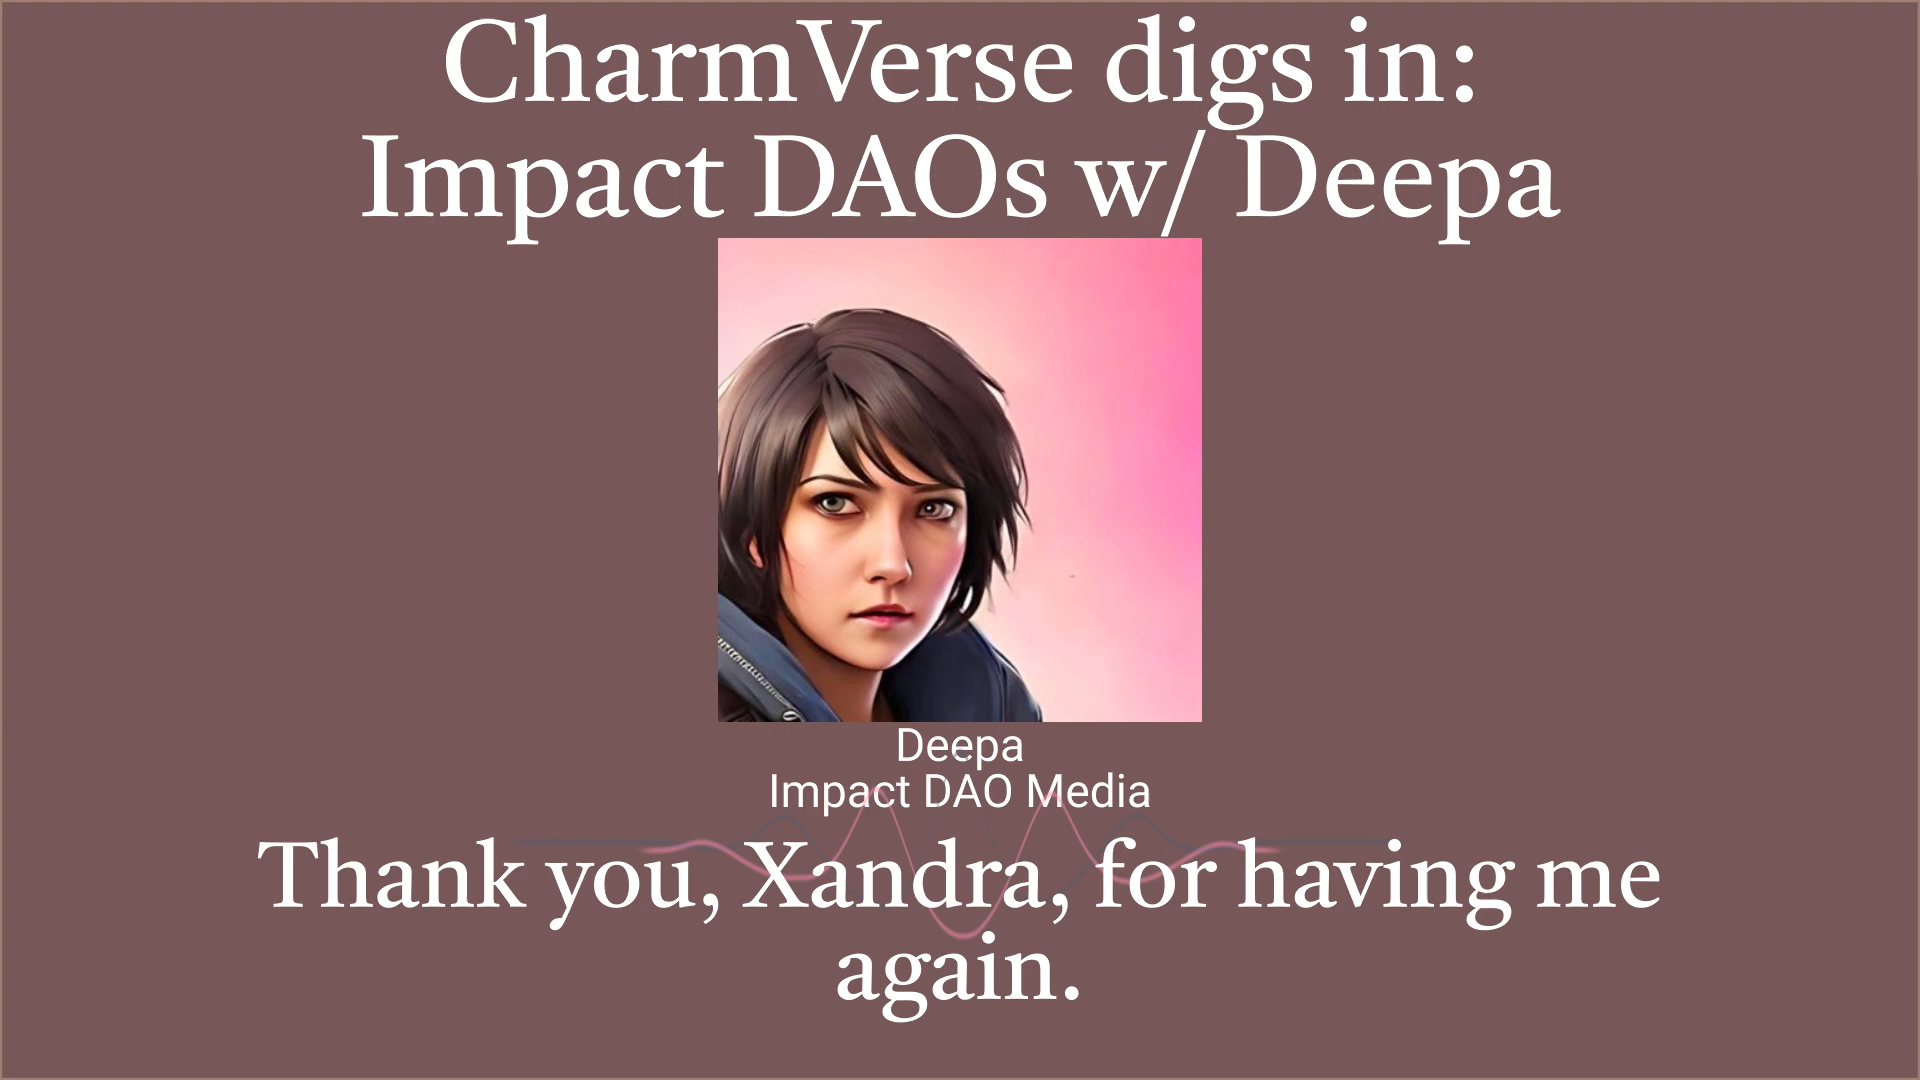 CharmVerse digs in:
Impact DAOs w/ Deepa
Deepa
Impact DAO Media
Thank you, Xandra, for having me
again.